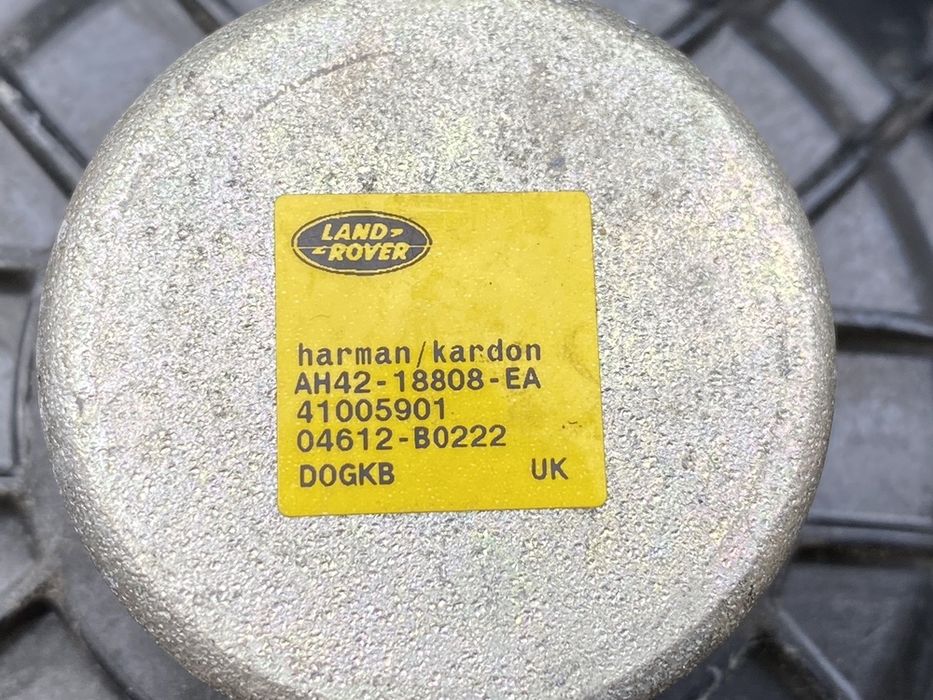 LAND
ROVER
harman/kardon
AH42-18808-EA
41005901
04612-B0222
D0GKB UK